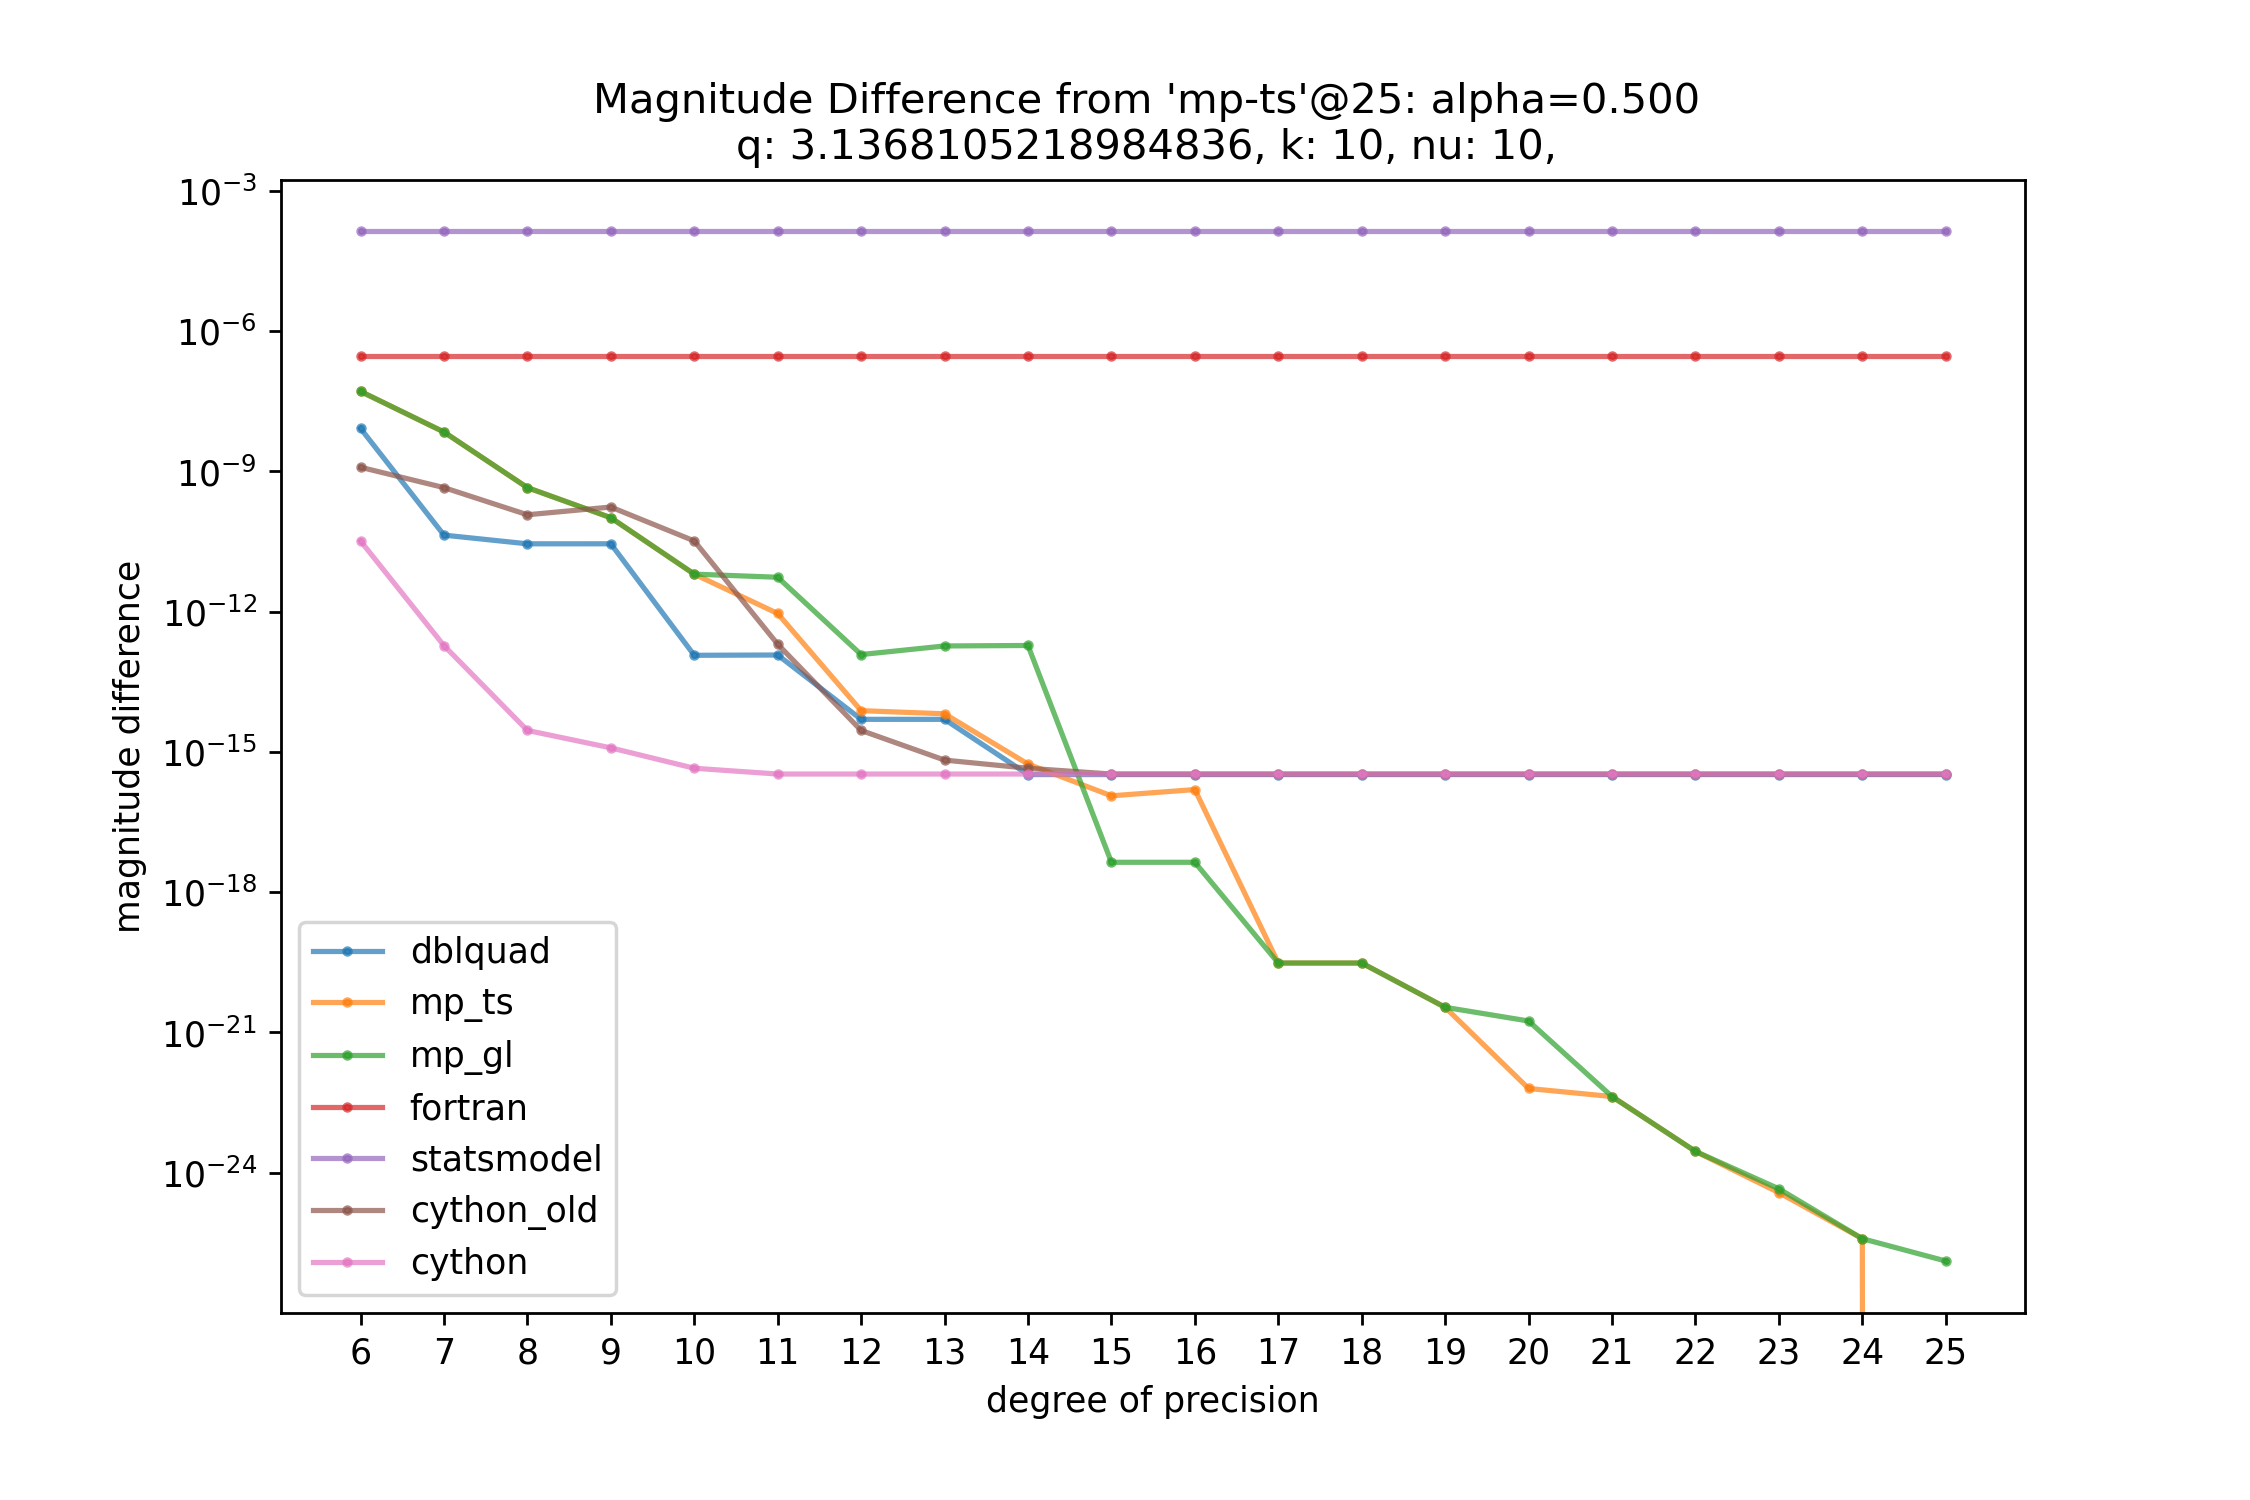 Magnitude Difference from 'mp-ts'@25: alpha=0.500
q: 3.1368105218984836, k: 10, nu: 10,
magnitude difference
10⁻³
10⁻⁶
10⁻⁹
10⁻¹²
10⁻¹⁵
10⁻¹⁸
10⁻²¹
10⁻²⁴
dblquad
mp_ts
mp_gl
fortran
statsmodel
cython_old
cython
6 7 8 9 10 11 12 13 14 15 16 17 18 19 20 21 22 23 24 25
degree of precision